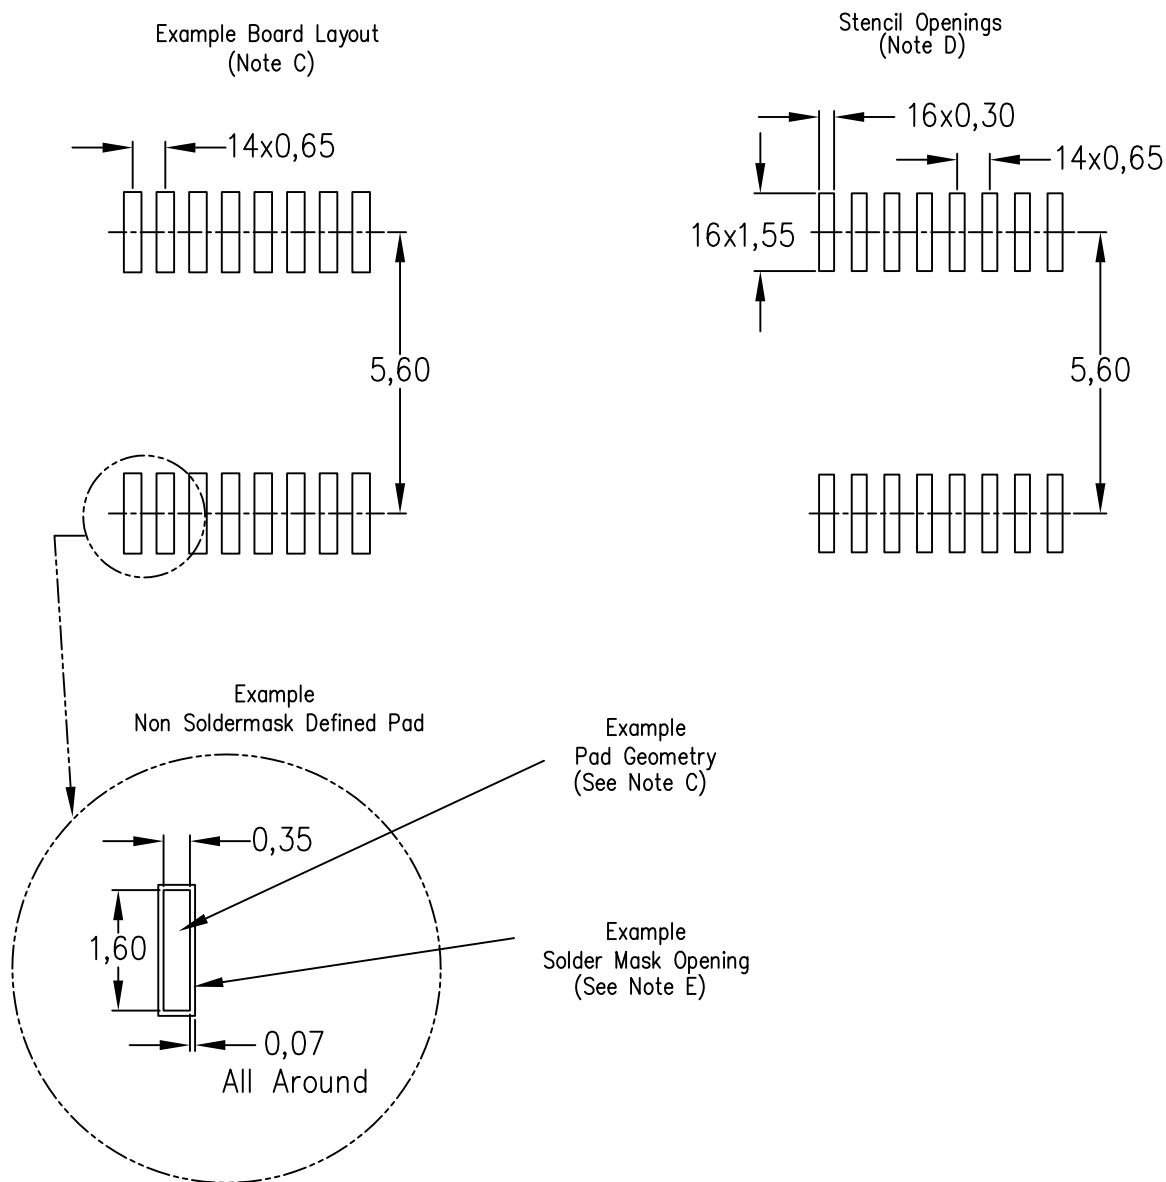 Example Board Layout
(Note C)
14x0,65
5,60
Stencil Openings
(Note D)
16x0,30
14x0,65
16x1,55
5,60
Example
Non Soldermask Defined Pad
0,35
1,60
0,07
All Around
Example
Pad Geometry
(See Note C)
Example
Solder Mask Opening
(See Note E)